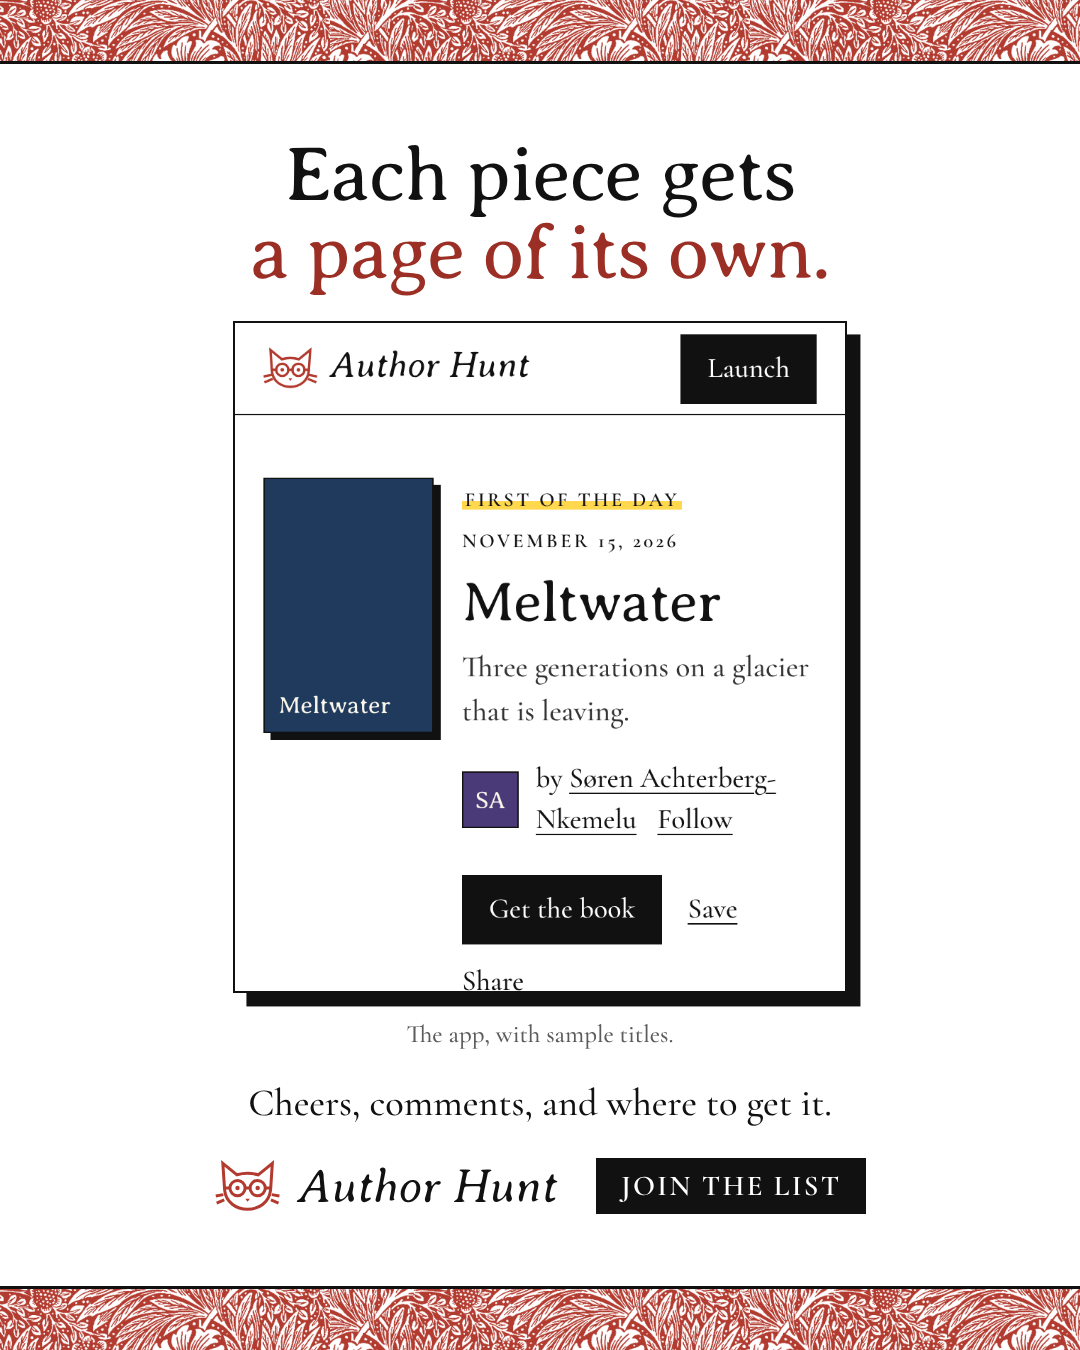 Each piece gets
a page of its own.
Author Hunt
Launch
Meltwater
FIRST OF THE DAY
NOVEMBER 15, 2026
Meltwater
Three generations on a glacier
that is leaving.
SA
by Søren Achterberg-
Nkemelu Follow
Get the book
Save
Share
The app, with sample titles.
Cheers, comments, and where to get it.
Author Hunt
JOIN THE LIST